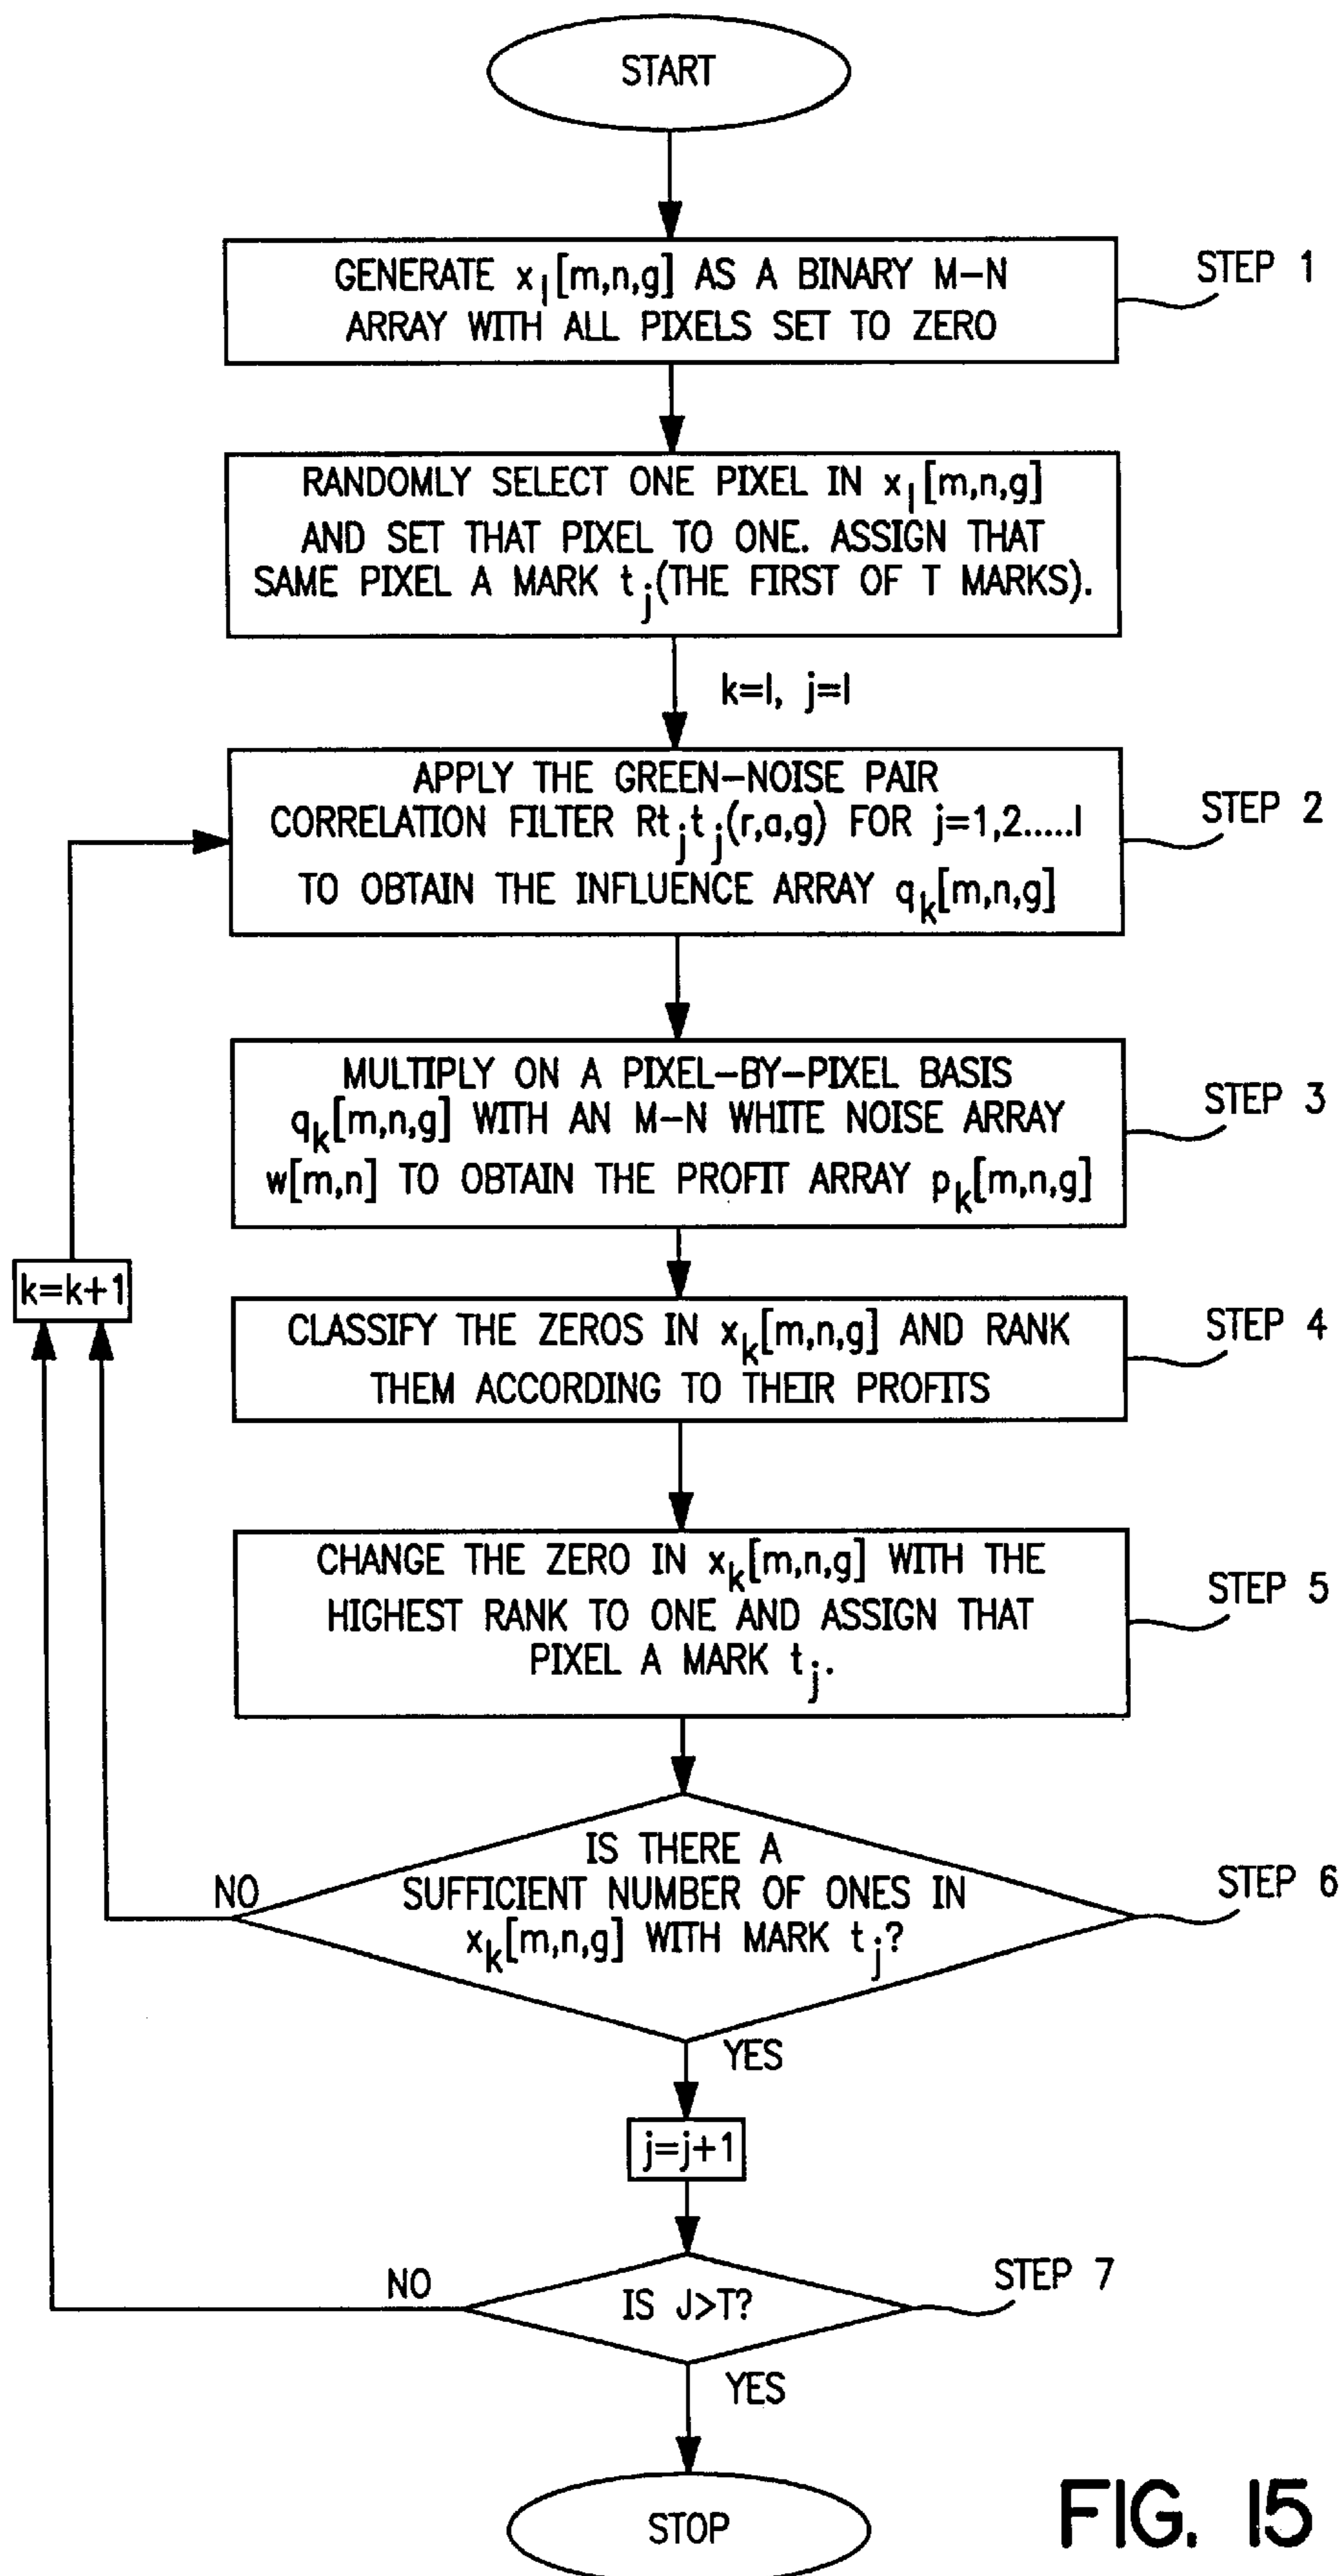 START
GENERATE x₁[m,n,g] AS A BINARY M-N
ARRAY WITH ALL PIXELS SET TO ZERO
STEP 1
RANDOMLY SELECT ONE PIXEL IN x₁[m,n,g]
AND SET THAT PIXEL TO ONE. ASSIGN THAT
SAME PIXEL A MARK tⱼ(THE FIRST OF T MARKS).
k=1, j=1
APPLY THE GREEN-NOISE PAIR
CORRELATION FILTER Rtⱼtⱼ(r,a,g) FOR j=1,2.....l
TO OBTAIN THE INFLUENCE ARRAY qₖ[m,n,g]
STEP 2
MULTIPLY ON A PIXEL-BY-PIXEL BASIS
qₖ[m,n,g] WITH AN M-N WHITE NOISE ARRAY
w[m,n] TO OBTAIN THE PROFIT ARRAY pₖ[m,n,g]
STEP 3
k=k+1
CLASSIFY THE ZEROS IN xₖ[m,n,g] AND RANK
THEM ACCORDING TO THEIR PROFITS
STEP 4
CHANGE THE ZERO IN xₖ[m,n,g] WITH THE
HIGHEST RANK TO ONE AND ASSIGN THAT
PIXEL A MARK tⱼ.
STEP 5
IS THERE A
SUFFICIENT NUMBER OF ONES IN
xₖ[m,n,g] WITH MARK tⱼ?
STEP 6
NO
YES
j=j+1
IS J>T?
STEP 7
NO
YES
STOP
FIG. 15